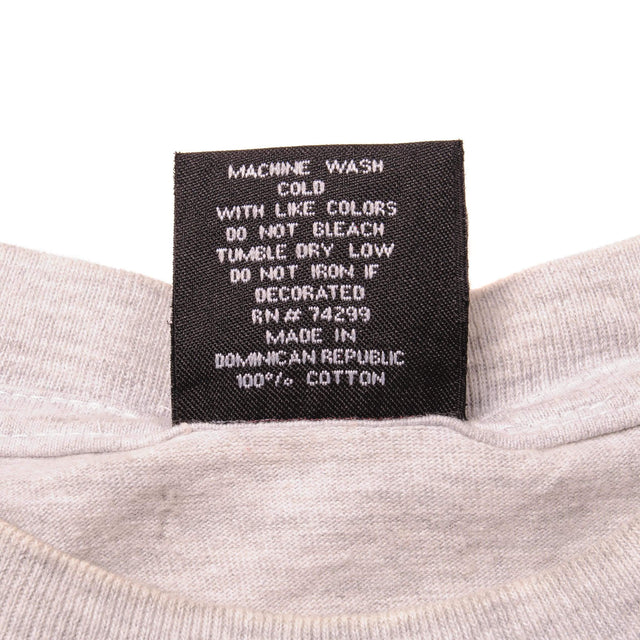 MACHINE WASH
COLD
WITH LIKE COLORS
DO NOT BLEACH
TUMBLE DRY LOW
DO NOT IRON IF
DECORATED
RN# 74299
MADE IN
DOMINICAN REPUBLIC
100% COTTON